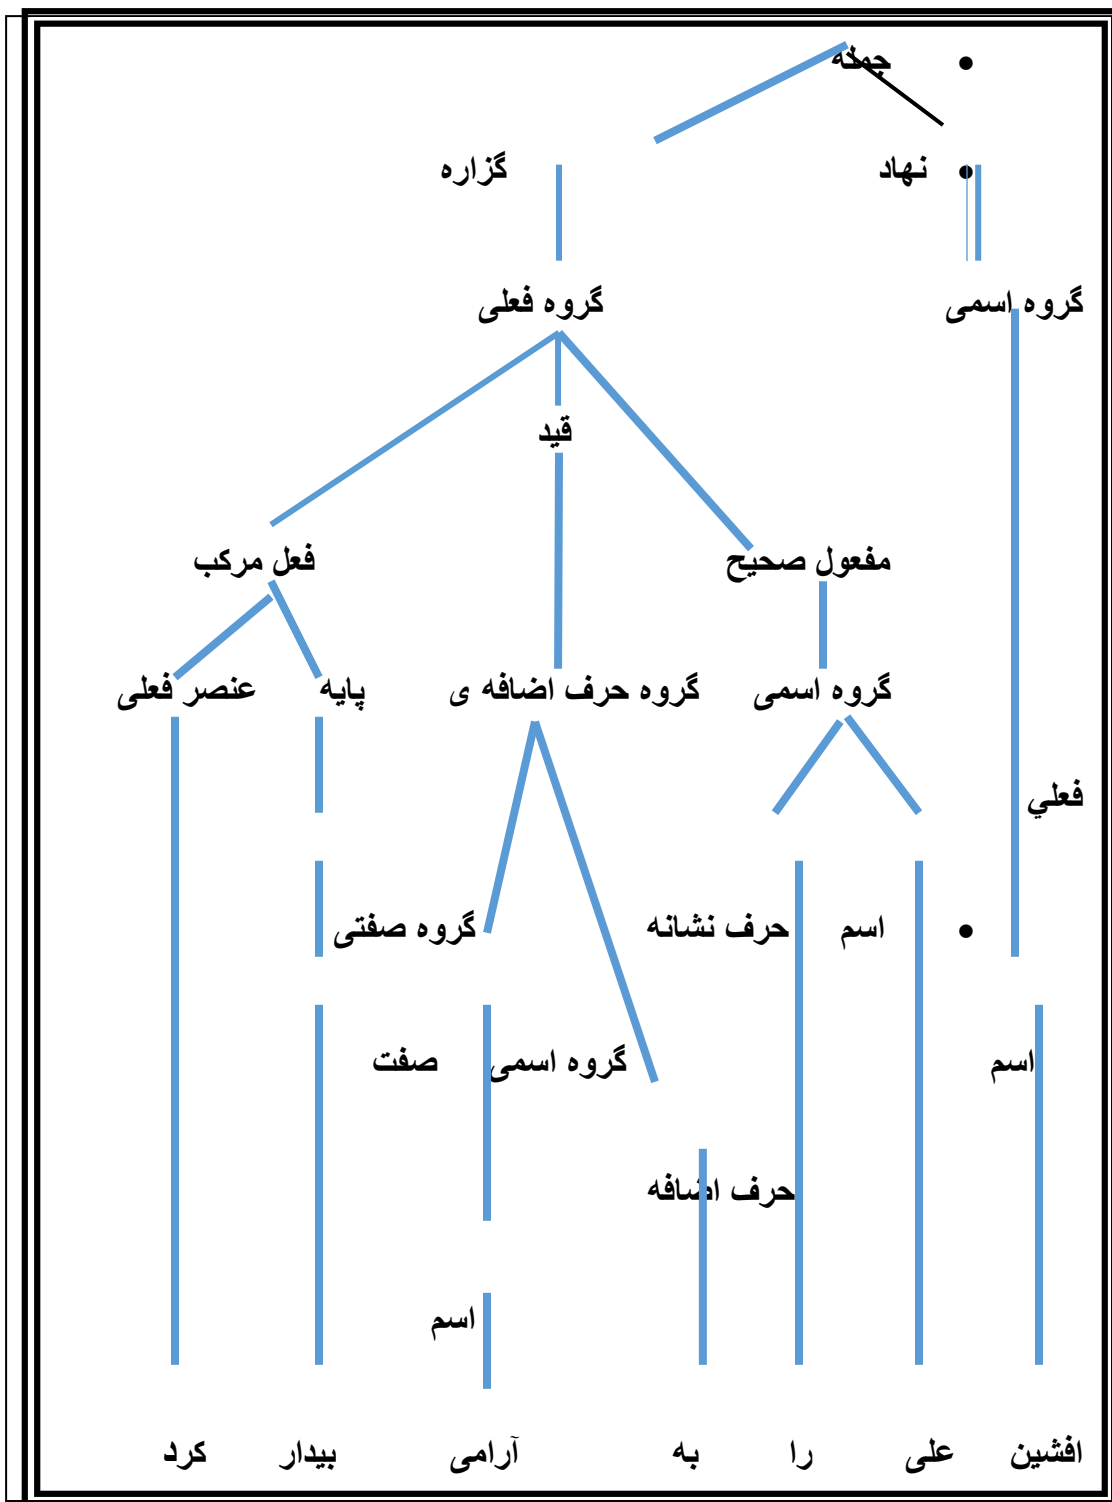 • جمله
• نهاد گزاره
گروه اسمی گروه فعلی
قید
مفعول صحیح فعل مرکب
گروه اسمی گروه حرف اضافه ی پایه عنصر فعلی
فعلي
• اسم حرف نشانه گروه صفتی
اسم گروه اسمی صفت
حرف اضافه
اسم
افشین علی را به آرامی بیدار کرد